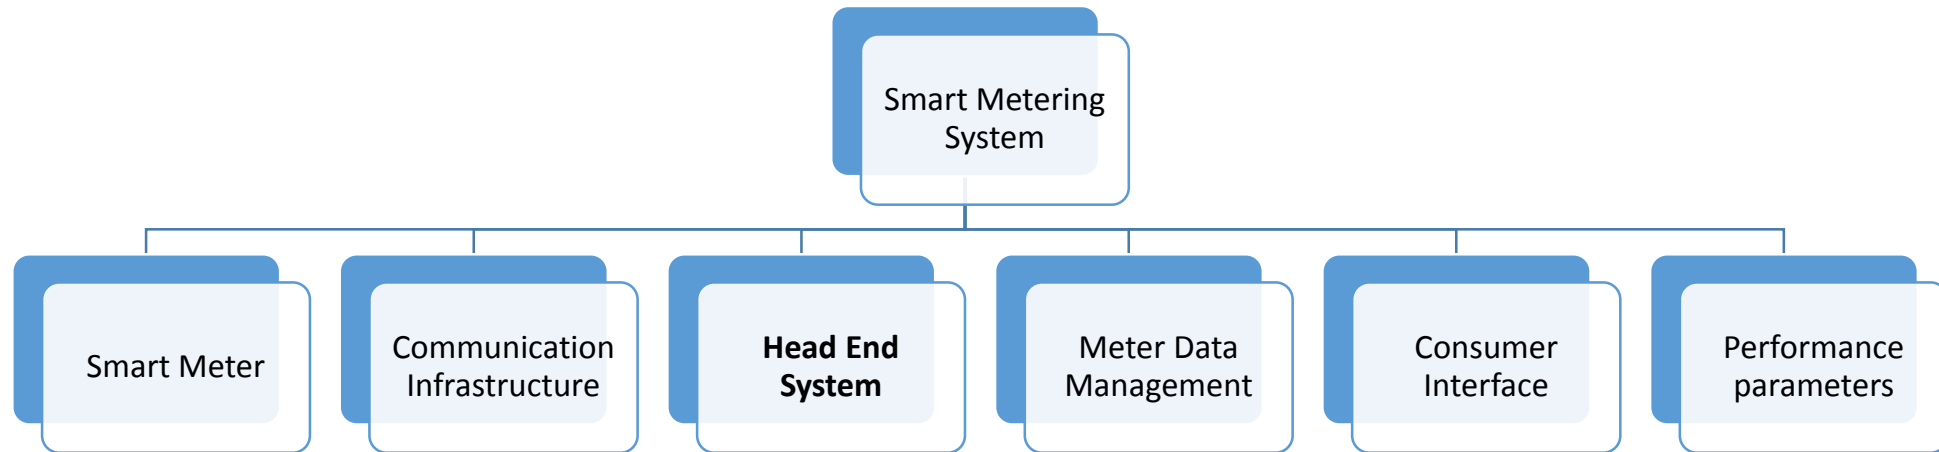 Smart Metering
System
Smart Meter
Communication
Infrastructure
Head End
System
Meter Data
Management
Consumer
Interface
Performance
parameters